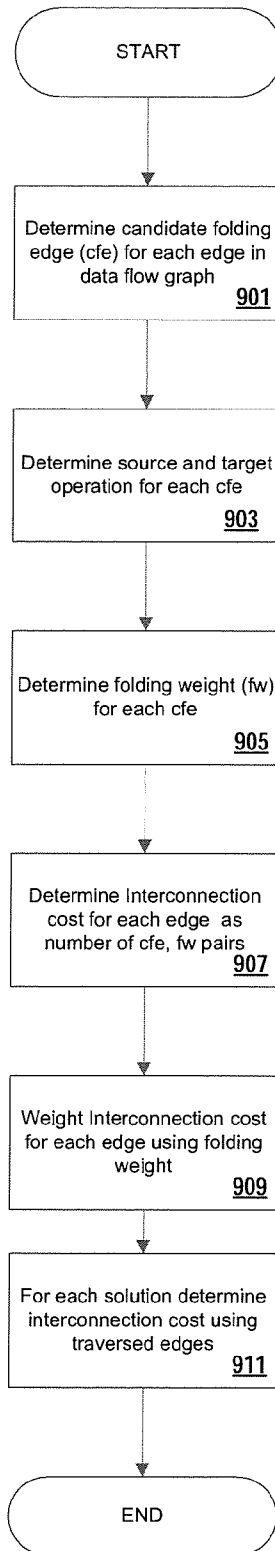 START
Determine candidate folding
edge (cfe) for each edge in
data flow graph
901
Determine source and target
operation for each cfe
903
Determine folding weight (fw)
for each cfe
905
Determine Interconnection
cost for each edge as
number of cfe, fw pairs
907
Weight Interconnection cost
for each edge using folding
weight
909
For each solution determine
interconnection cost using
traversed edges
911
END